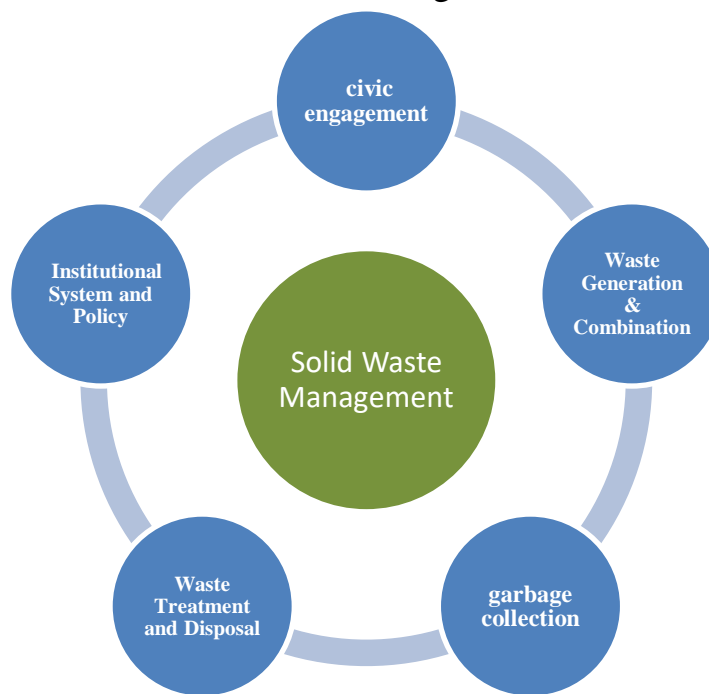 civic
engagement
Waste
Generation
&
Combination
garbage
collection
Waste
Treatment
and Disposal
Institutional
System and
Policy
Solid Waste
Management